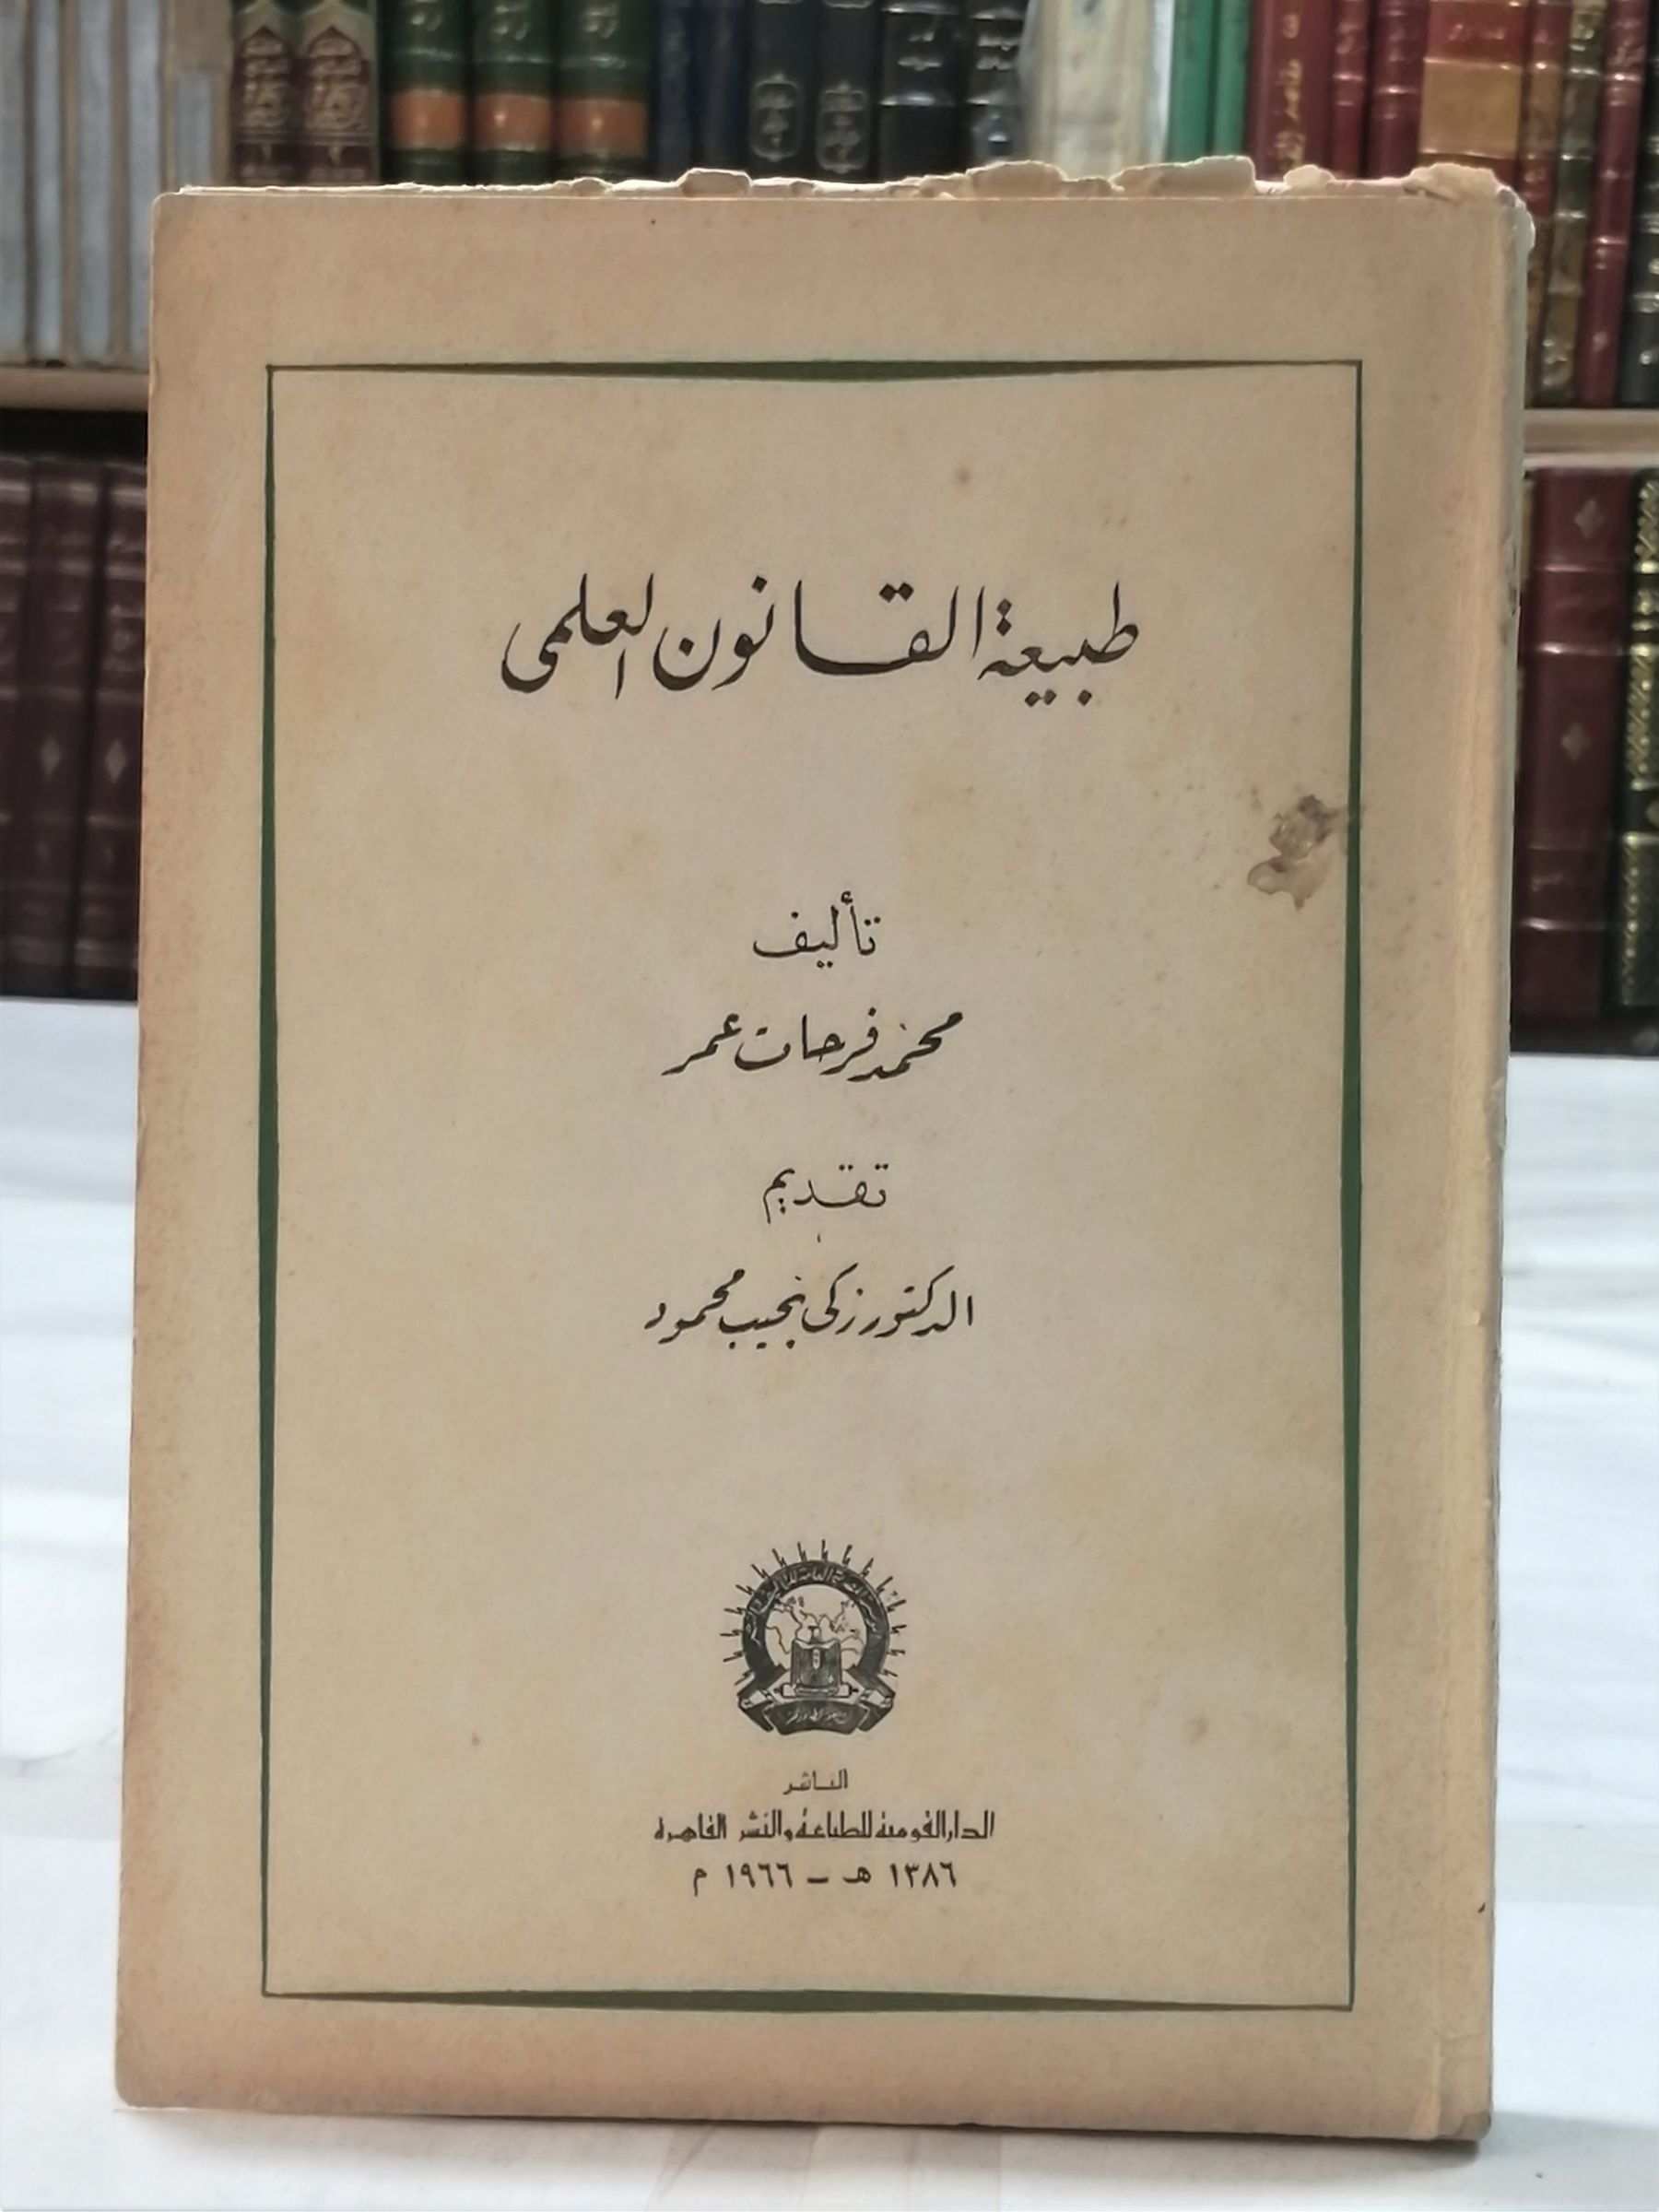 طبيعة القانون العلمى
تأليف
محمد فرحات عمر
تقديم
الدكتور زكى نجيب محمود
الناشر
الدار القومية للطباعة والنشر القاهرة
١٣٨٦ هـ - ١٩٦٦ م